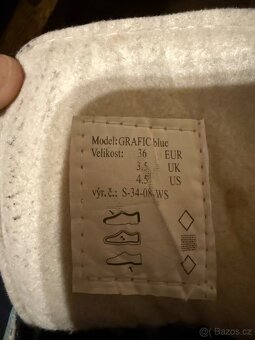 Model: GRAFIC blue
Velikost: 36 EUR
3.5 UK
4.5 US
výr.č.: S-34-08-WS
Bazos.cz